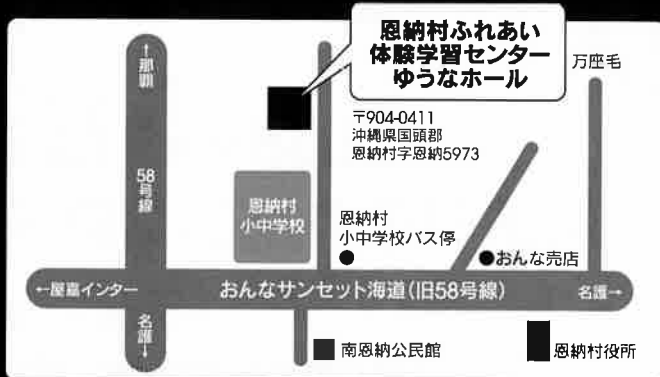 恩納村ふれあい
体験学習センター
ゆうなホール
万座毛
〒904-0411
沖縄県国頭郡
恩納村字恩納5973
↑那覇
58号線
恩納村
小中学校
恩納村
小中学校バス停
おんな売店
←屋嘉インター
おんなサンセット海道(旧58号線)
名護→
名護↓
南恩納公民館
恩納村役所